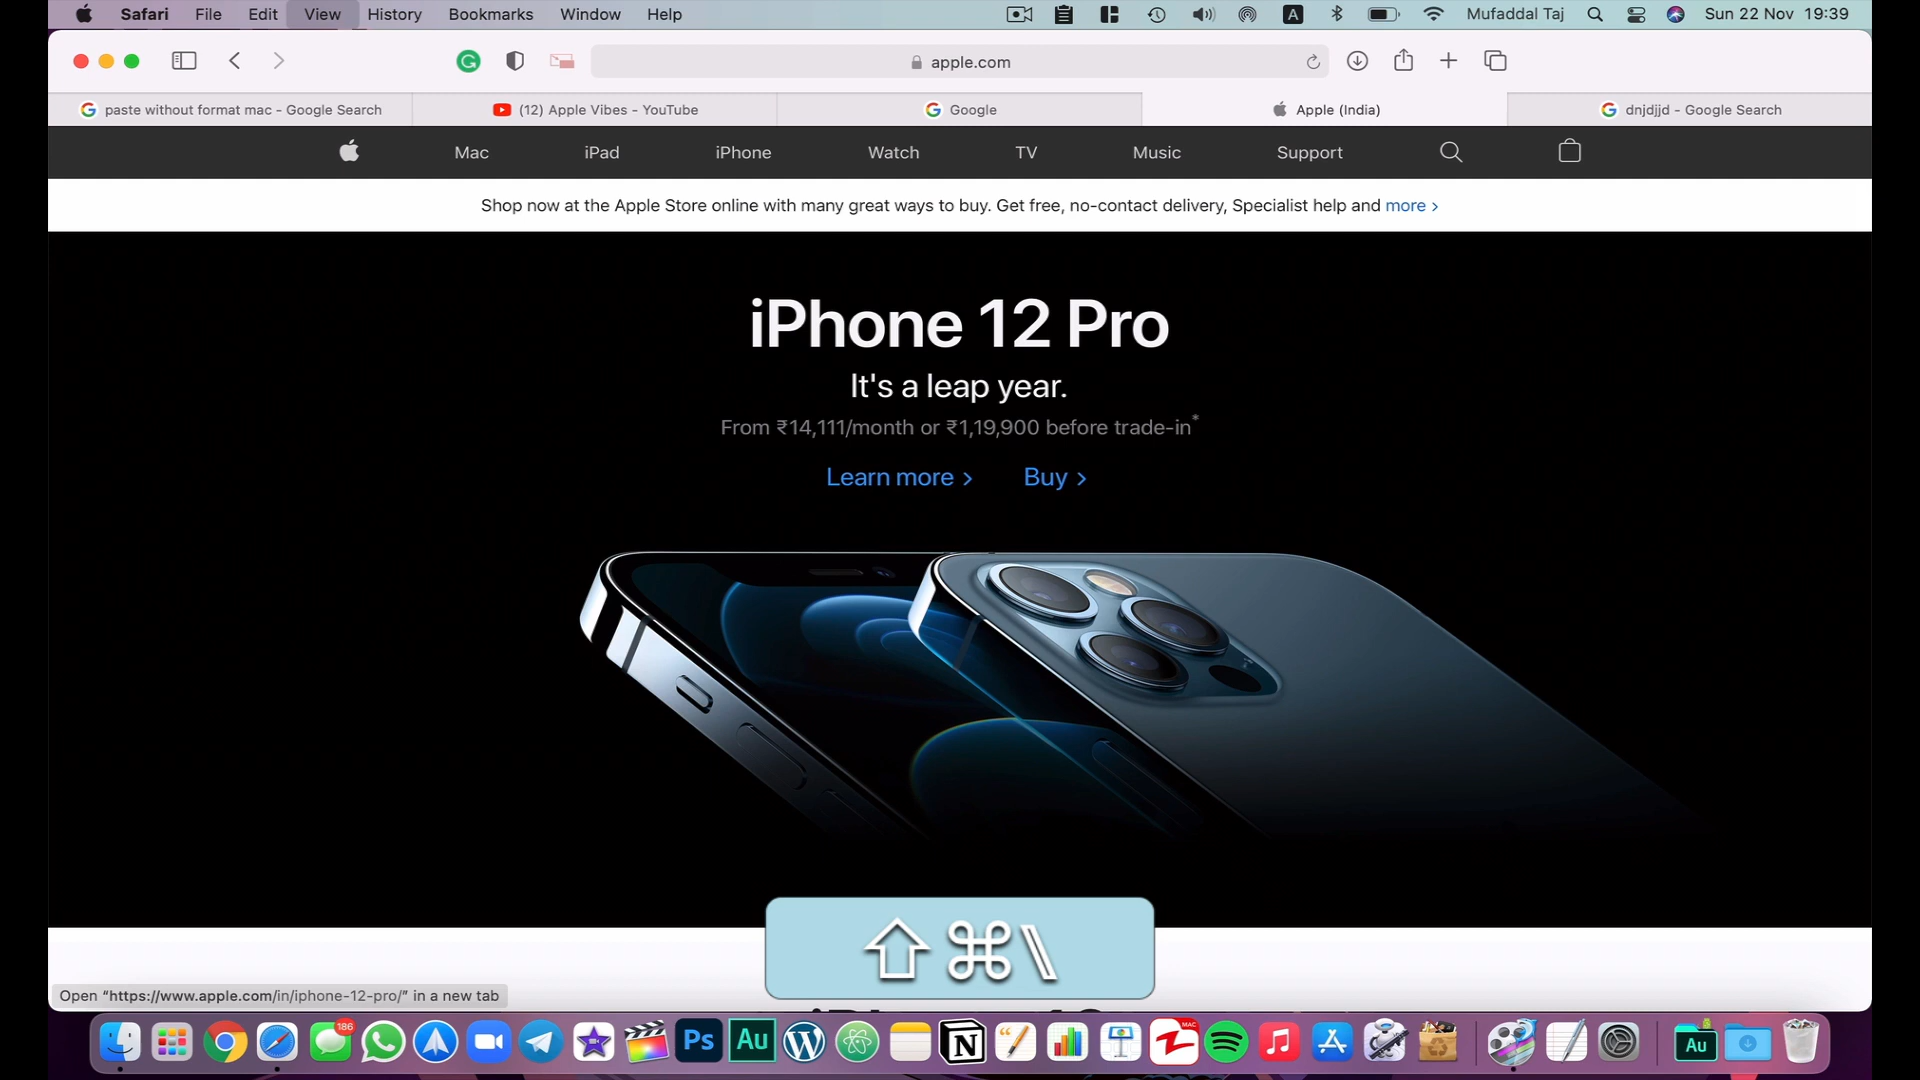 Safari File Edit View History Bookmarks Window Help A Mufaddal Taj Sun 22 Nov 19:39
apple.com
paste without format mac - Google Search
(12) Apple Vibes - YouTube
Google
Apple (India)
dnjdjjd - Google Search
Mac iPad iPhone Watch TV Music Support
Shop now at the Apple Store online with many great ways to buy. Get free, no-contact delivery, Specialist help and more >
iPhone 12 Pro
It's a leap year.
From ₹14,111/month or ₹1,19,900 before trade-in*
Learn more > Buy >
⇧⌘\
Open “https://www.apple.com/in/iphone-12-pro/” in a new tab
186
Ps Au W N MAC Au